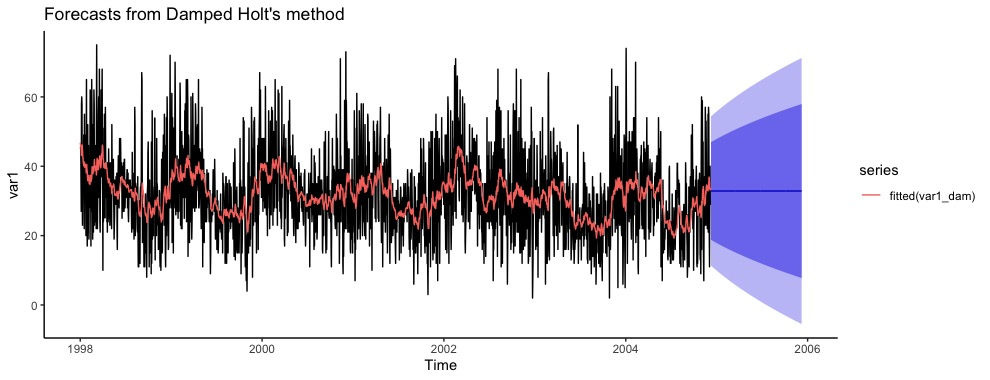 Forecasts from Damped Holt's method
var1
60
40
20
0
1998
2000
2002
2004
2006
Time
series
fitted(var1_dam)